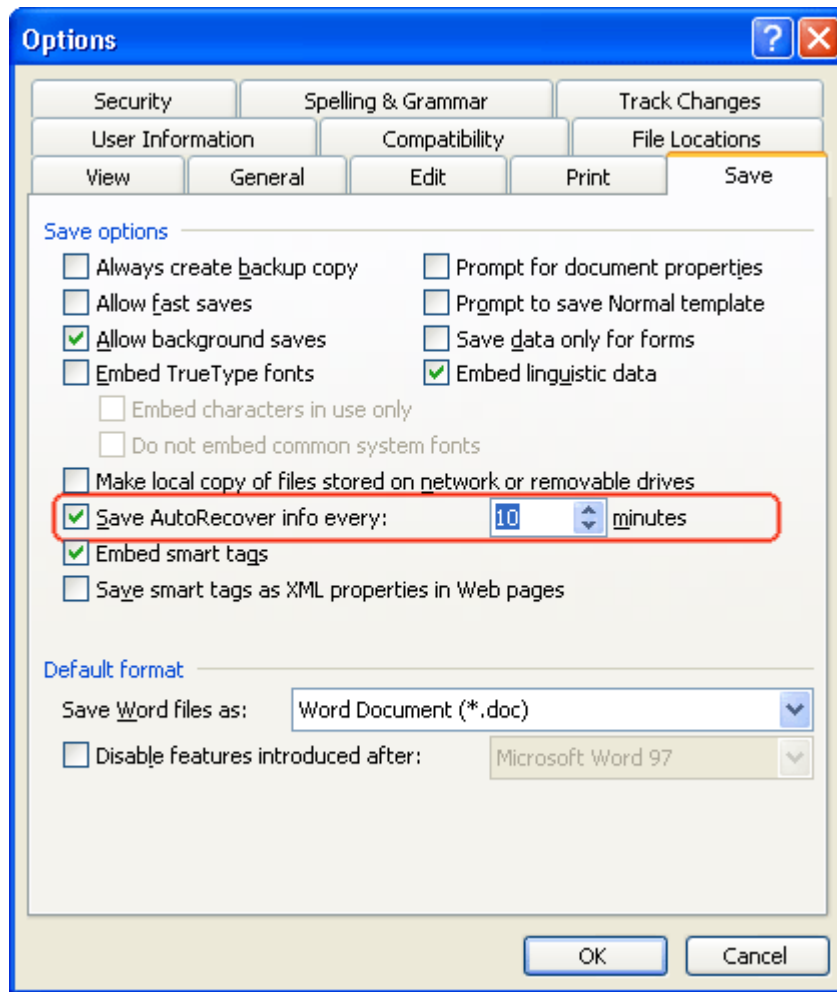 Options
Security Spelling & Grammar Track Changes
User Information Compatibility File Locations
View General Edit Print Save
Save options
Always create backup copy Prompt for document properties
Allow fast saves Prompt to save Normal template
Allow background saves Save data only for forms
Embed TrueType fonts Embed linguistic data
Embed characters in use only
Do not embed common system fonts
Make local copy of files stored on network or removable drives
Save AutoRecover info every: 10 minutes
Embed smart tags
Save smart tags as XML properties in Web pages
Default format
Save Word files as: Word Document (*.doc)
Disable features introduced after: Microsoft Word 97
OK Cancel